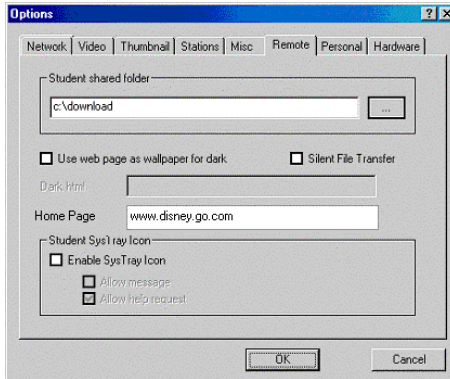 Options
Network Video Thumbnail Stations Misc Remote Personal Hardware
Student shared folder
c:\download
...
Use web page as wallpaper for dark Silent File Transfer
Dark html
Home Page www.disney.go.com
Student SysTray Icon
Enable SysTray Icon
Allow message
Allow help request
OK Cancel